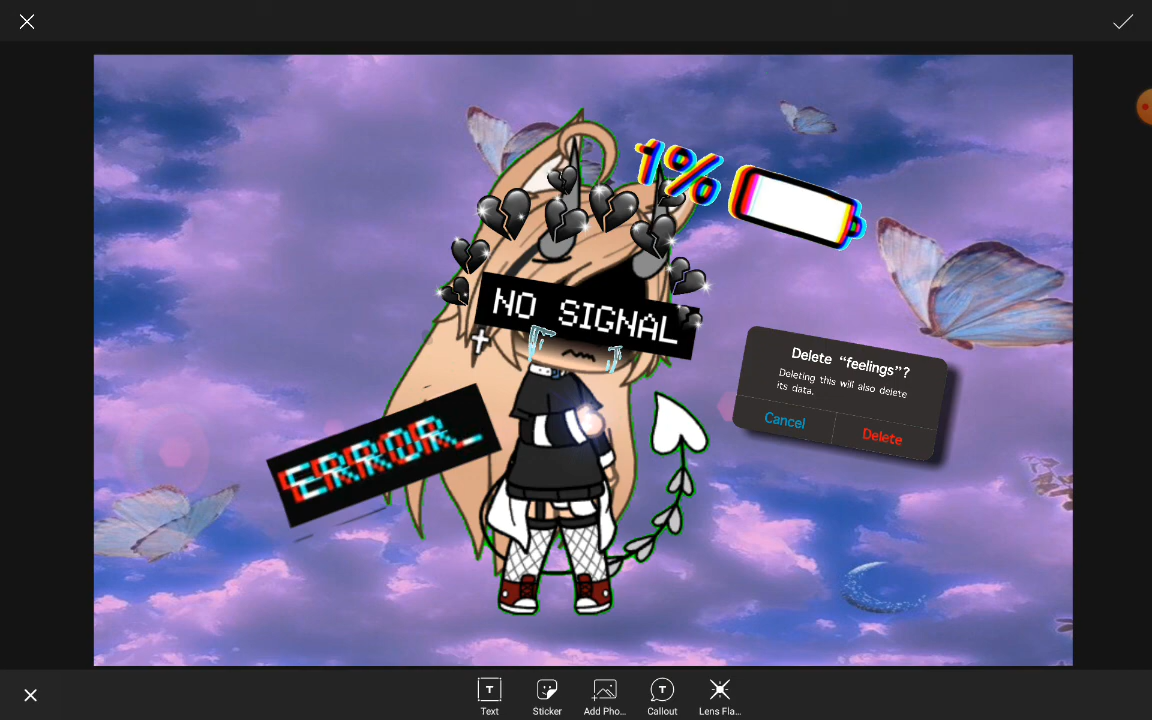 1%
NO SIGNAL
Delete “feelings”?
Deleting this will also delete
its data.
Cancel
Delete
ERROR_
Text
Sticker
Add Pho...
Callout
Lens Fla...